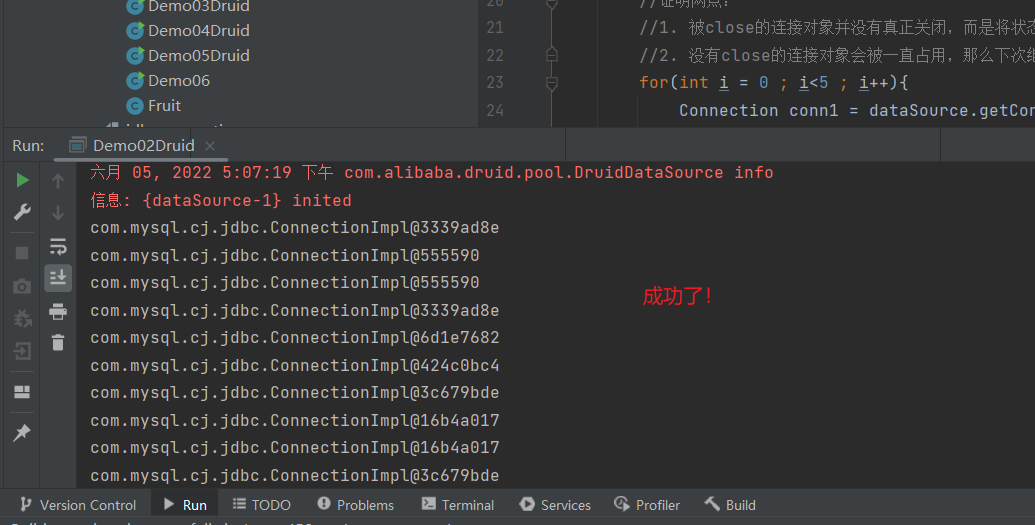 Demo03Druid
Demo04Druid
Demo05Druid
Demo06
Fruit
20
21 //1. 被close的连接对象并没有真正关闭，而是将状态
22 //2. 没有close的连接对象会被一直占用，那么下次继
23 for(int i = 0 ; i<5 ; i++){
24 Connection conn1 = dataSource.getCon
Run: Demo02Druid
六月 05, 2022 5:07:19 下午 com.alibaba.druid.pool.DruidDataSource info
信息: {dataSource-1} inited
com.mysql.cj.jdbc.ConnectionImpl@3339ad8e
com.mysql.cj.jdbc.ConnectionImpl@555590
com.mysql.cj.jdbc.ConnectionImpl@555590
成功了！
com.mysql.cj.jdbc.ConnectionImpl@3339ad8e
com.mysql.cj.jdbc.ConnectionImpl@6d1e7682
com.mysql.cj.jdbc.ConnectionImpl@424c0bc4
com.mysql.cj.jdbc.ConnectionImpl@3c679bde
com.mysql.cj.jdbc.ConnectionImpl@16b4a017
com.mysql.cj.jdbc.ConnectionImpl@16b4a017
com.mysql.cj.jdbc.ConnectionImpl@3c679bde
Version Control Run TODO Problems Terminal Services Profiler Build